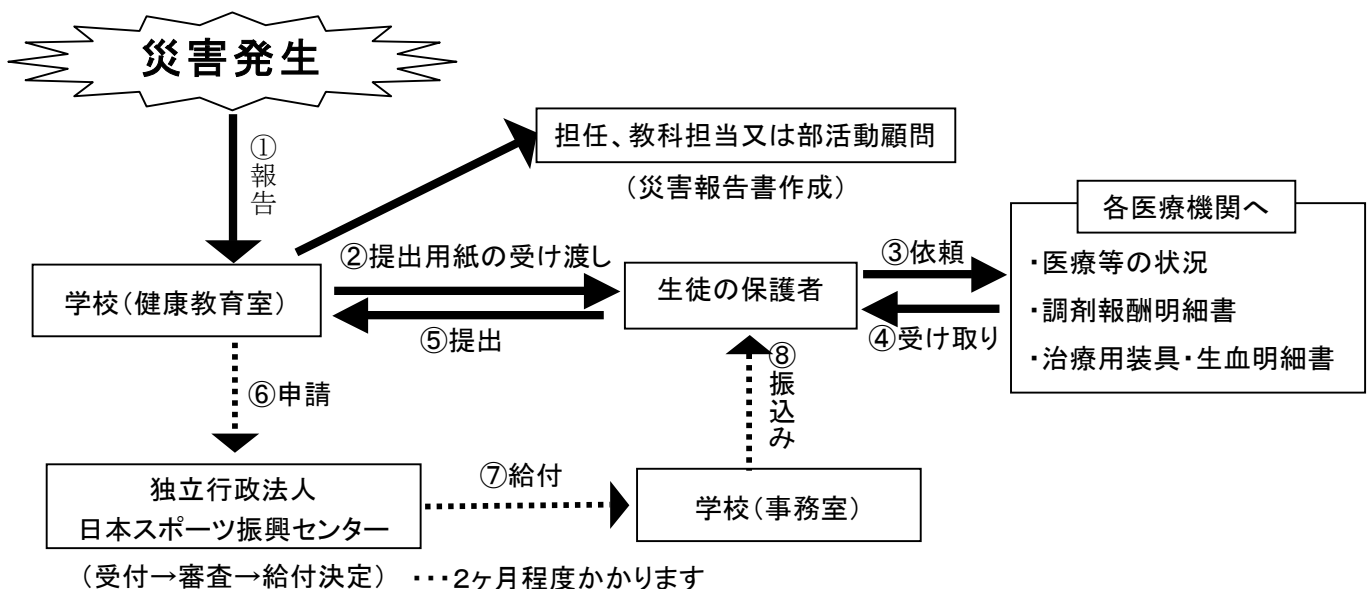 災害発生
①報告
担任、教科担当又は部活動顧問
（災害報告書作成）
各医療機関へ
・医療等の状況
・調剤報酬明細書
・治療用装具・生血明細書
②提出用紙の受け渡し
③依頼
学校（健康教育室）
生徒の保護者
⑤提出
④受け取り
⑥申請
⑧振込み
独立行政法人
日本スポーツ振興センター
⑦給付
学校（事務室）
（受付→審査→給付決定） ・・・２ヶ月程度かかります